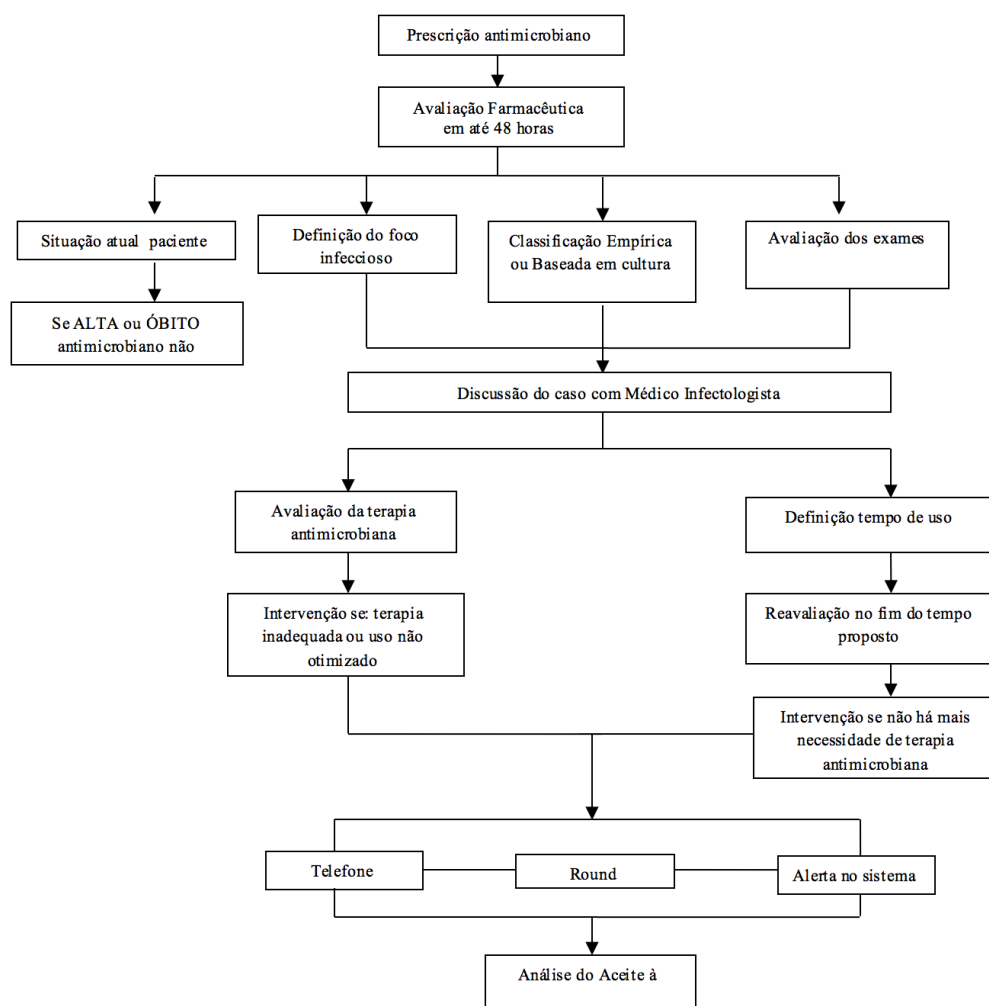 Prescrição antimicrobiano
Avaliação Farmacêutica
em até 48 horas
Situação atual paciente
Definição do foco
infeccioso
Classificação Empírica
ou Baseada em cultura
Avaliação dos exames
Se ALTA ou ÓBITO
antimicrobiano não
Discussão do caso com Médico Infectologista
Avaliação da terapia
antimicrobiana
Definição tempo de uso
Intervenção se: terapia
inadequada ou uso não
otimizado
Reavaliação no fim do tempo
proposto
Intervenção se não há mais
necessidade de terapia
antimicrobiana
Telefone
Round
Alerta no sistema
Análise do Aceite à